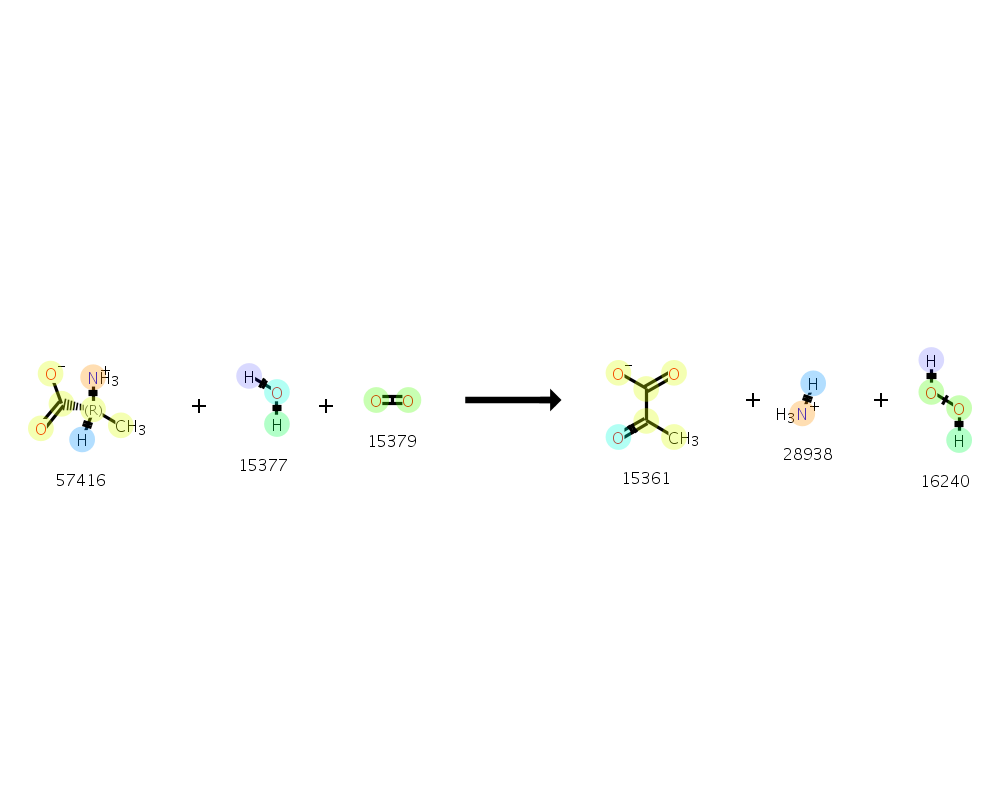 O⁻ NH₃⁺ (R) O H CH₃
57416
+
H O H
15377
+
O O
15379
O⁻ O O CH₃
15361
+
H H₃N⁺
28938
+
H O O H
16240